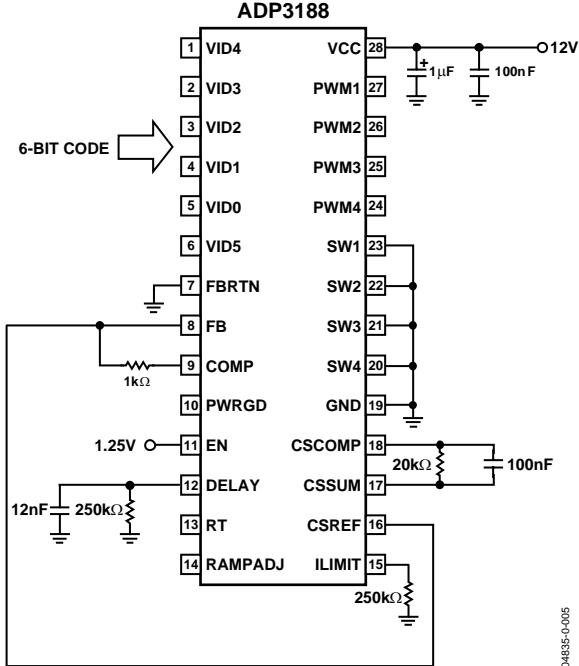 ADP3188
1 VID4
2 VID3
3 VID2
4 VID1
5 VID0
6 VID5
7 FBRTN
8 FB
9 COMP
10 PWRGD
11 EN
12 DELAY
13 RT
14 RAMPADJ
VCC 28
PWM1 27
PWM2 26
PWM3 25
PWM4 24
SW1 23
SW2 22
SW3 21
SW4 20
GND 19
CSCOMP 18
CSSUM 17
CSREF 16
ILIMIT 15
6-BIT CODE
1kΩ
1.25V
12nF
250kΩ
12V
+
1μF
100nF
20kΩ
100nF
250kΩ
04835-0-005